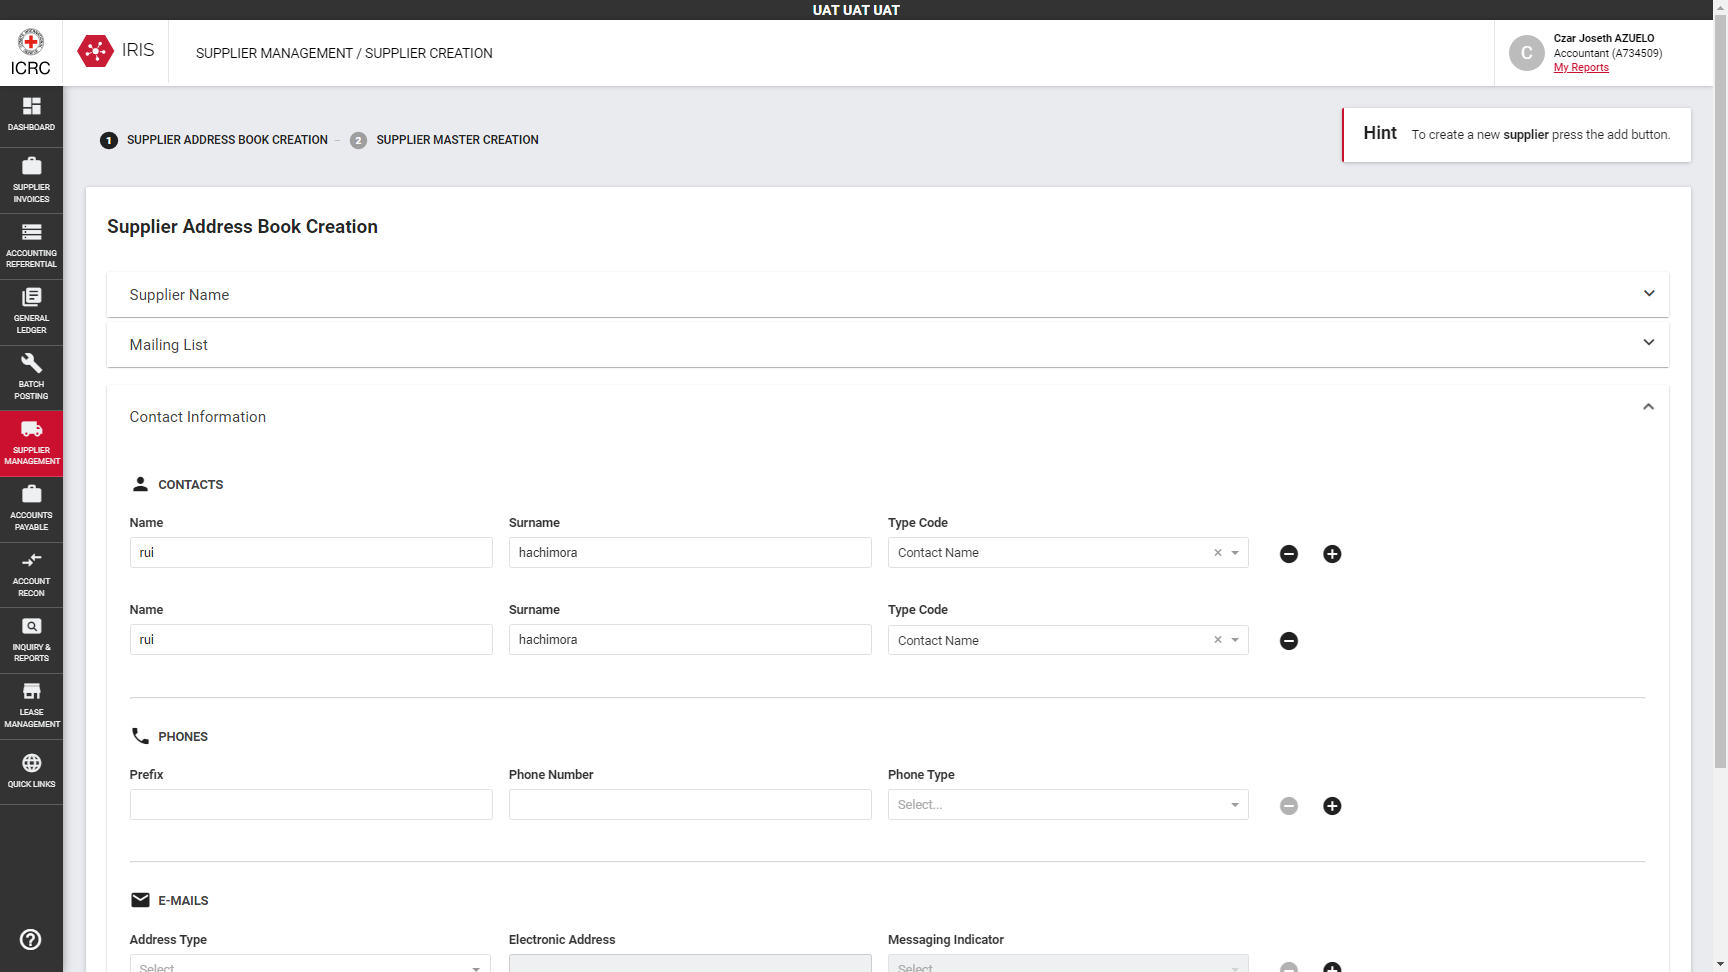 UAT UAT UAT
ICRC
IRIS
SUPPLIER MANAGEMENT / SUPPLIER CREATION
C
Czar Joseth AZUELO
Accountant (A734509)
My Reports
DASHBOARD
SUPPLIER
INVOICES
ACCOUNTING
REFERENTIAL
GENERAL
LEDGER
BATCH
POSTING
SUPPLIER
MANAGEMENT
ACCOUNTS
PAYABLE
ACCOUNT
RECON
INQUIRY &
REPORTS
LEASE
MANAGEMENT
QUICK LINKS
1 SUPPLIER ADDRESS BOOK CREATION – 2 SUPPLIER MASTER CREATION
Hint To create a new supplier press the add button.
Supplier Address Book Creation
Supplier Name
Mailing List
Contact Information
CONTACTS
Name Surname Type Code
rui hachimora Contact Name ×
Name Surname Type Code
rui hachimora Contact Name ×
PHONES
Prefix Phone Number Phone Type
Select...
E-MAILS
Address Type Electronic Address Messaging Indicator
Select Select